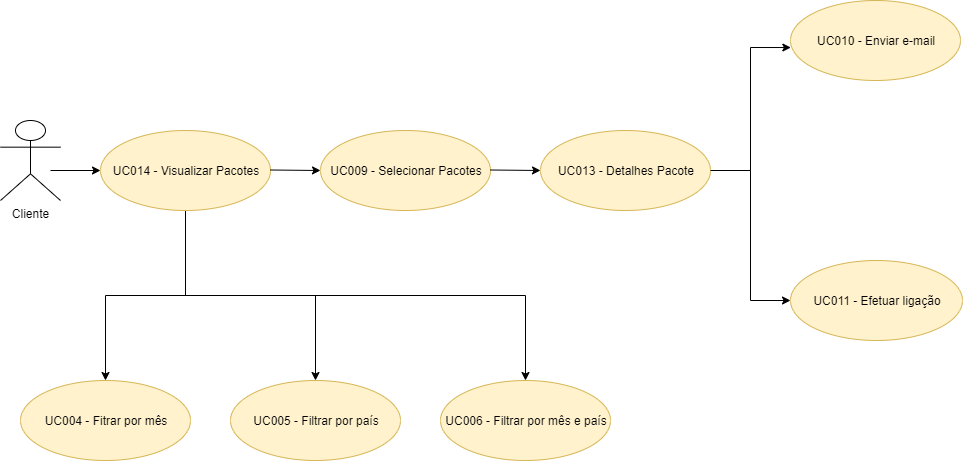 UC010 - Enviar e-mail
UC014 - Visualizar Pacotes
UC009 - Selecionar Pacotes
UC013 - Detalhes Pacote
Cliente
UC011 - Efetuar ligação
UC004 - Fitrar por mês
UC005 - Filtrar por país
UC006 - Filtrar por mês e país